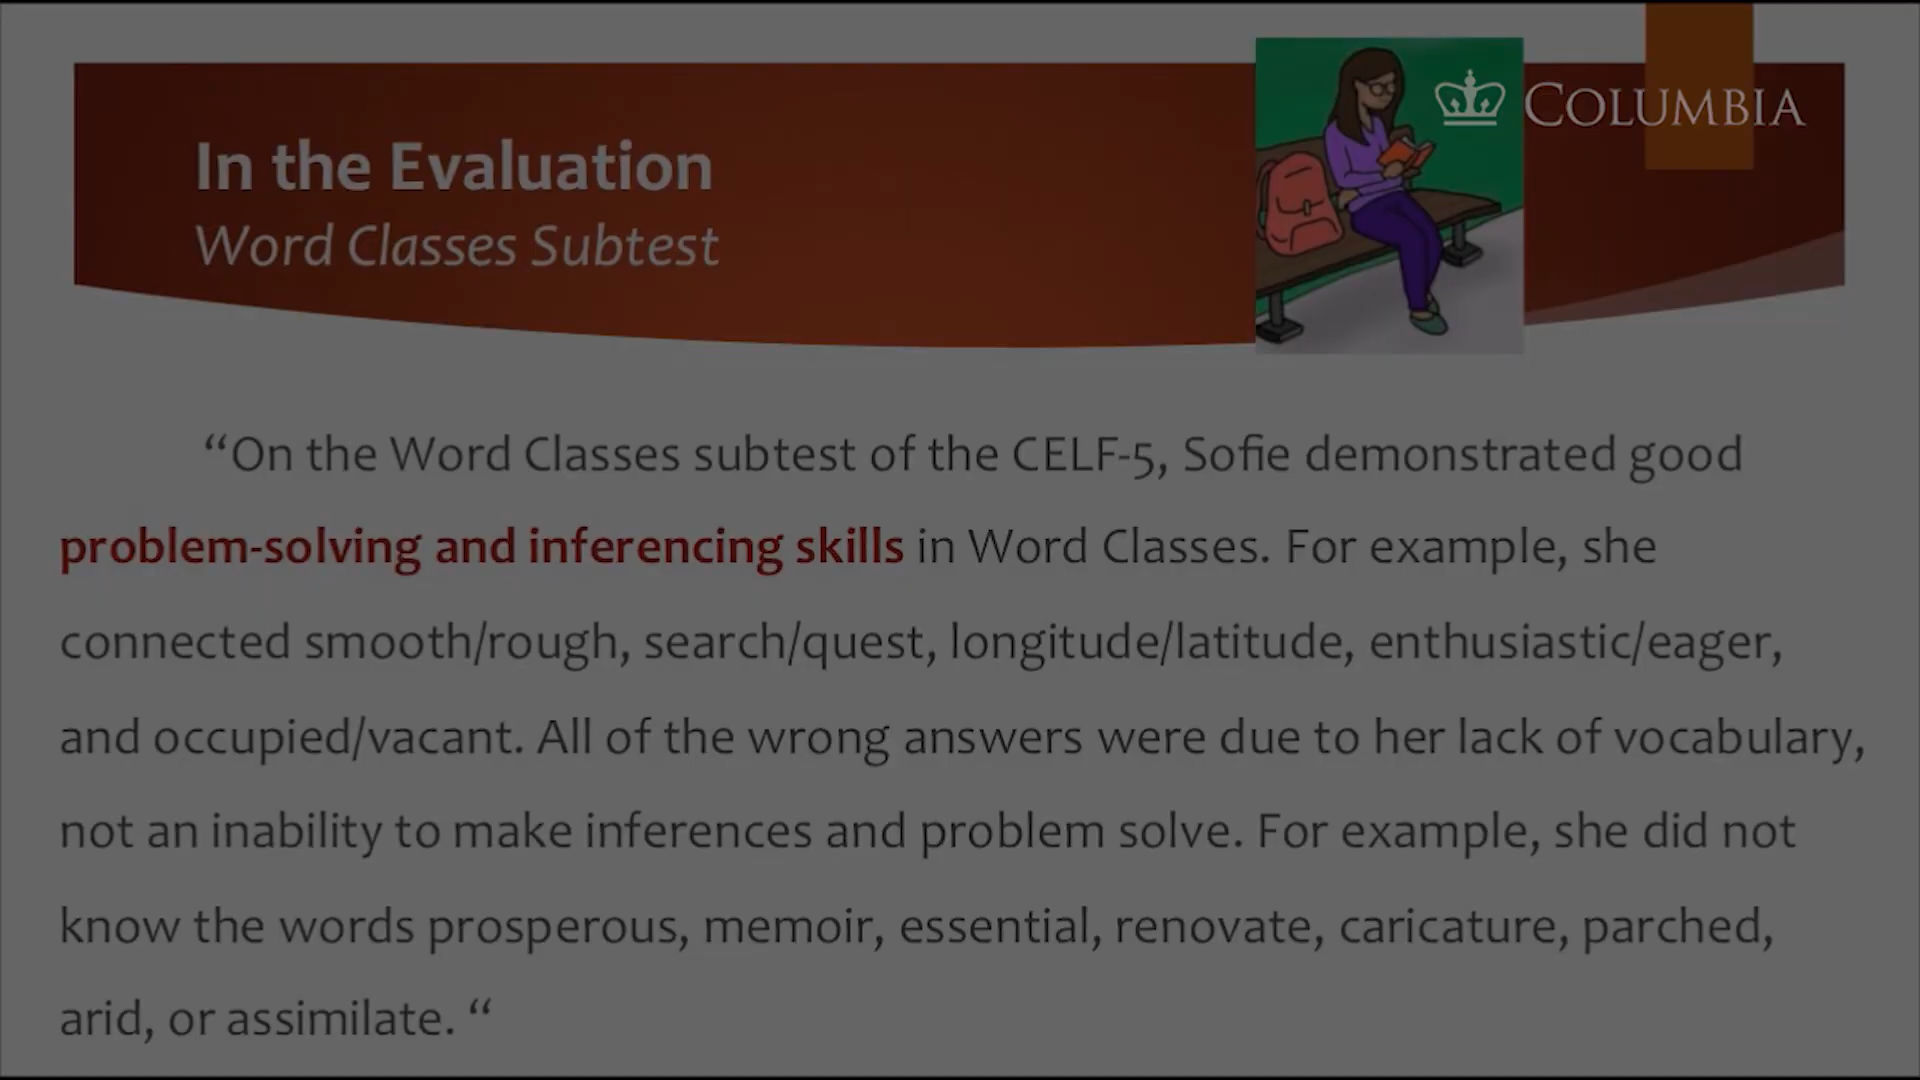 COLUMBIA
In the Evaluation
Word Classes Subtest
“On the Word Classes subtest of the CELF-5, Sofie demonstrated good
problem-solving and inferencing skills in Word Classes. For example, she
connected smooth/rough, search/quest, longitude/latitude, enthusiastic/eager,
and occupied/vacant. All of the wrong answers were due to her lack of vocabulary,
not an inability to make inferences and problem solve. For example, she did not
know the words prosperous, memoir, essential, renovate, caricature, parched,
arid, or assimilate. “